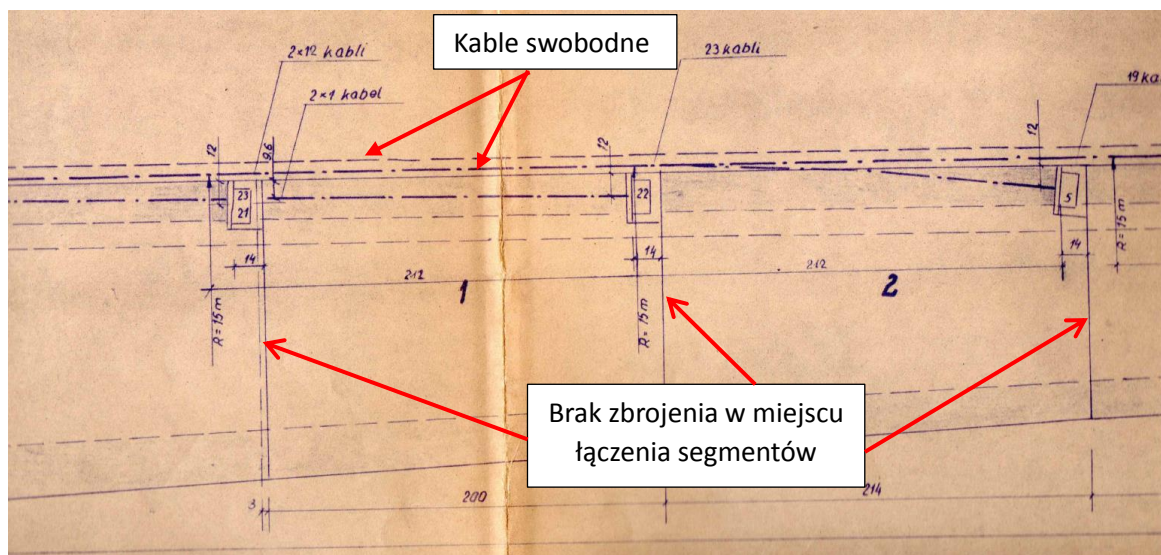 Kable swobodne
2×12 kabli
23 kabli
19 ka
2×1 kabel
12
9.6
12
12
23
21
22
5
14
14
14
212
212
1
2
R=15m
R=15m
R=15m
Brak zbrojenia w miejscu
łączenia segmentów
3
200
214